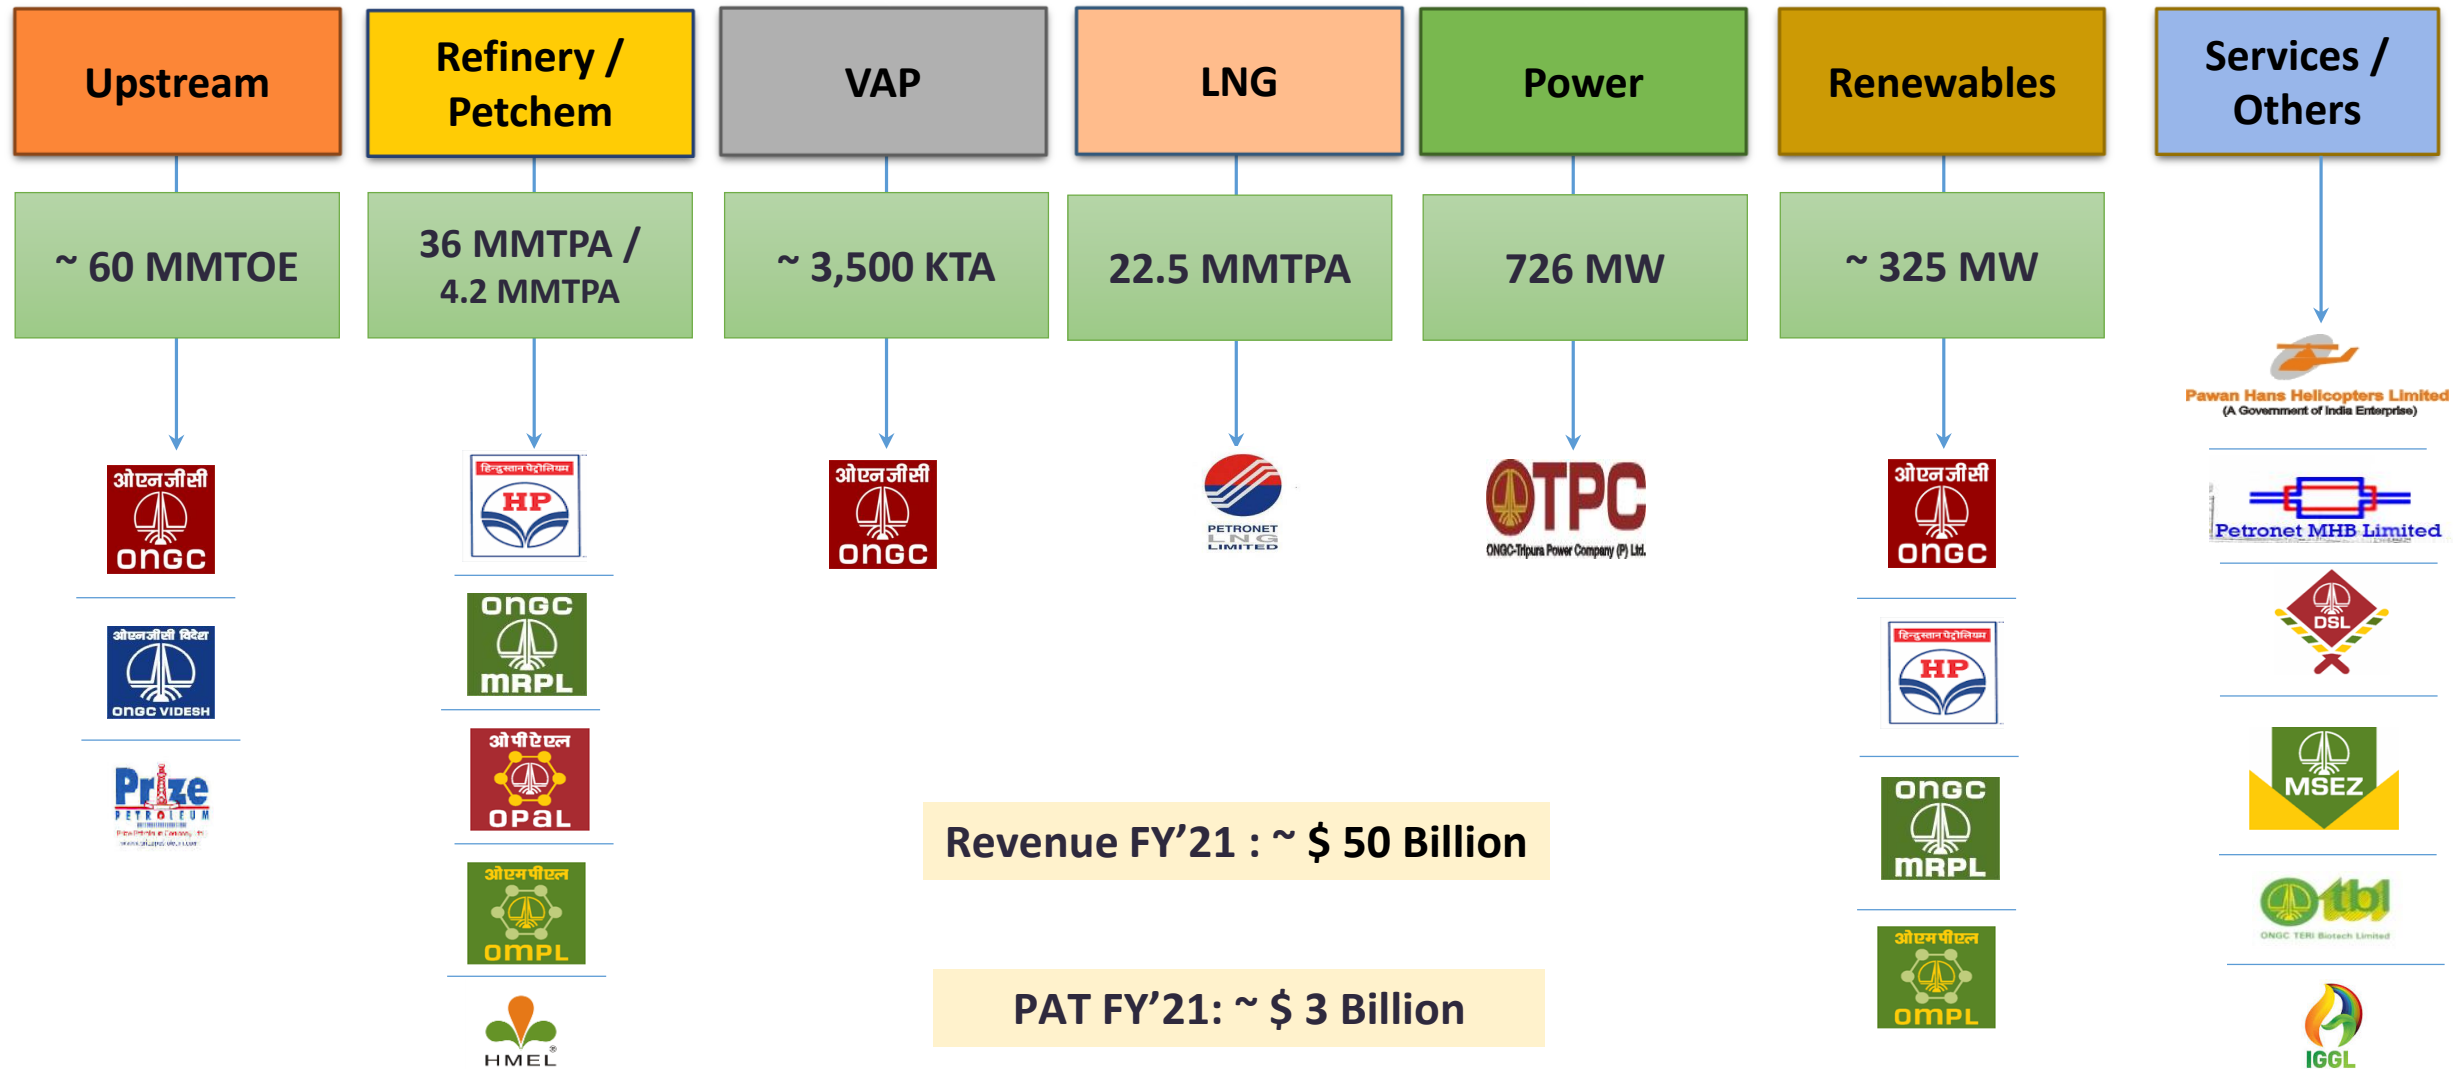 Upstream
Refinery /
Petchem
VAP
LNG
Power
Renewables
Services /
Others
~ 60 MMTOE
36 MMTPA /
4.2 MMTPA
~ 3,500 KTA
22.5 MMTPA
726 MW
~ 325 MW
ओएनजीसी
ONGC
ओएनजीसी विदेश
ONGC VIDESH
Prize
PETROLEUM
हिन्दुस्तान पेट्रोलियम
HP
ONGC
MRPL
ओपीऐएल
OPaL
ओएमपीएल
OMPL
HMEL
ओएनजीसी
ONGC
PETRONET
LNG
LIMITED
OTPC
ONGC-Tripura Power Company (P) Ltd.
ओएनजीसी
ONGC
हिन्दुस्तान पेट्रोलियम
HP
ONGC
MRPL
ओएमपीएल
OMPL
Pawan Hans Helicopters Limited
(A Government of India Enterprise)
Petronet MHB Limited
DSL
MSEZ
Otbl
ONGC TERI Biotech Limited
IGGL
Revenue FY’21 : ~ $ 50 Billion
PAT FY’21: ~ $ 3 Billion